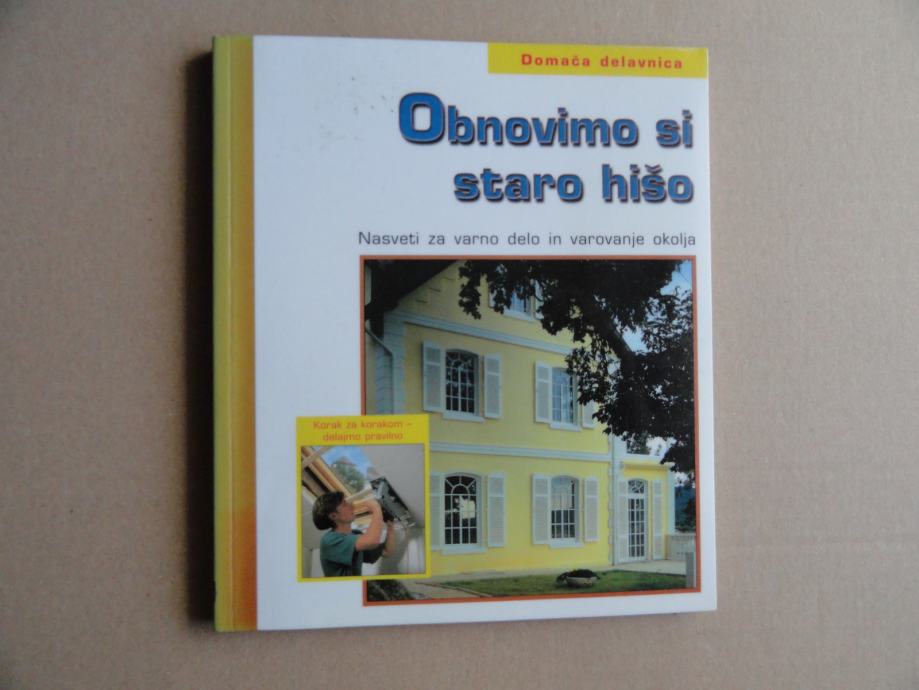 Domača delavnica
Obnovimo si
staro hišo
Nasveti za varno delo in varovanje okolja
Korak za korakom –
delajmo pravilno